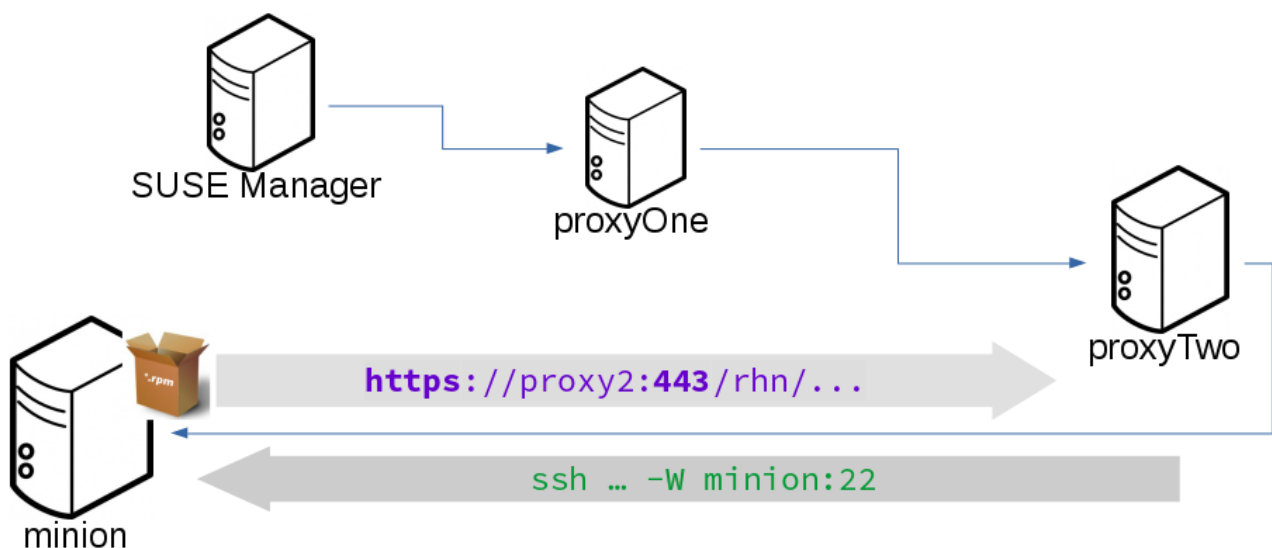 SUSE Manager
proxyOne
proxyTwo
*.rpm
https://proxy2:443/rhn/...
ssh … -W minion:22
minion